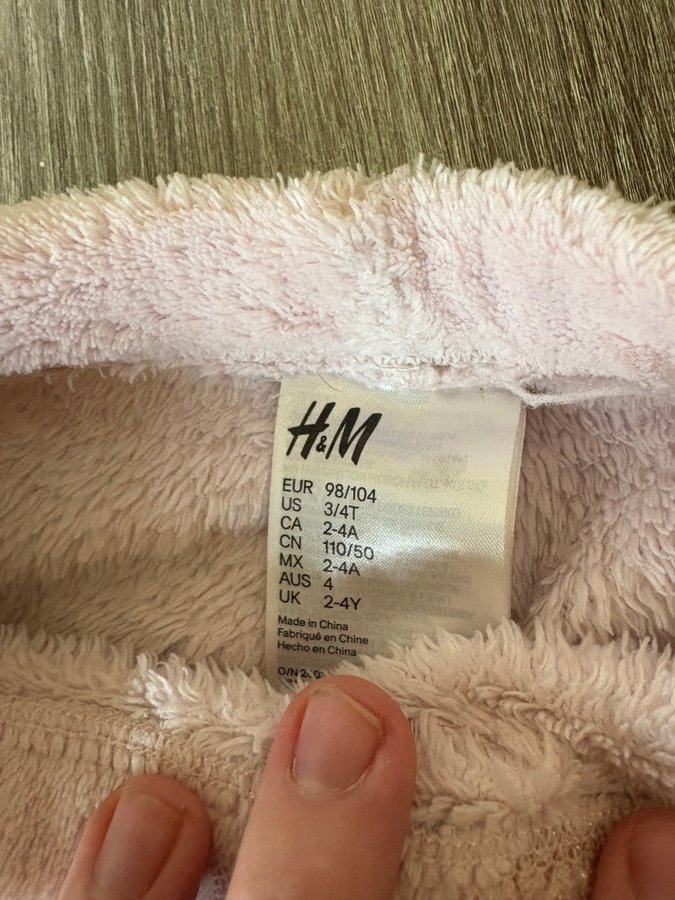 H&M
EUR 98/104
US 3/4T
CA 2-4A
CN 110/50
MX 2-4A
AUS 4
UK 2-4Y
Made in China
Fabriqué en Chine
Hecho en China
O/N